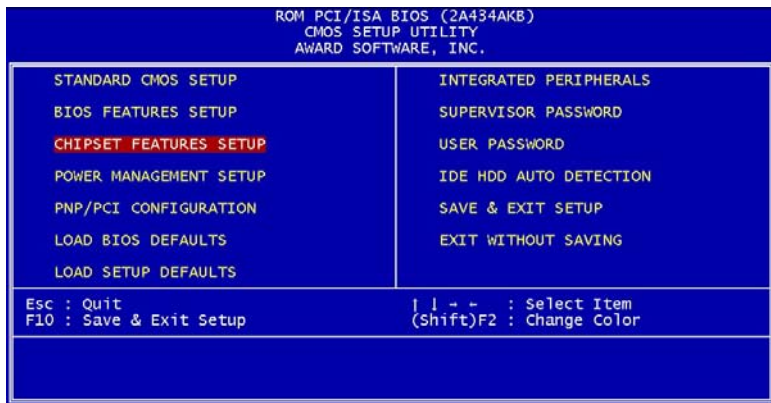 ROM PCI/ISA BIOS (2A434AKB)
CMOS SETUP UTILITY
AWARD SOFTWARE, INC.
STANDARD CMOS SETUP
BIOS FEATURES SETUP
CHIPSET FEATURES SETUP
POWER MANAGEMENT SETUP
PNP/PCI CONFIGURATION
LOAD BIOS DEFAULTS
LOAD SETUP DEFAULTS
INTEGRATED PERIPHERALS
SUPERVISOR PASSWORD
USER PASSWORD
IDE HDD AUTO DETECTION
SAVE & EXIT SETUP
EXIT WITHOUT SAVING
Esc : Quit
F10 : Save & Exit Setup
↑ ↓ → ← : Select Item
(Shift)F2 : Change Color